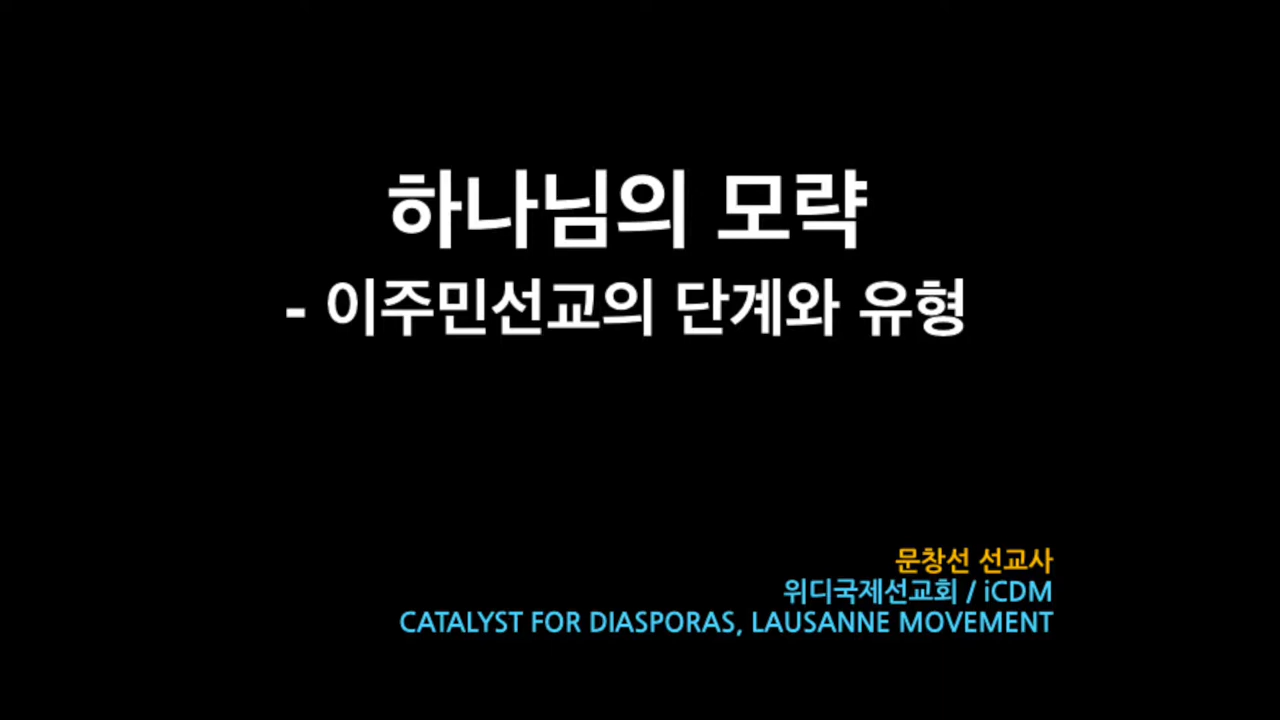 하나님의 모략
- 이주민선교의 단계와 유형
문창선 선교사
위디국제선교회 / iCDM
CATALYST FOR DIASPORAS, LAUSANNE MOVEMENT